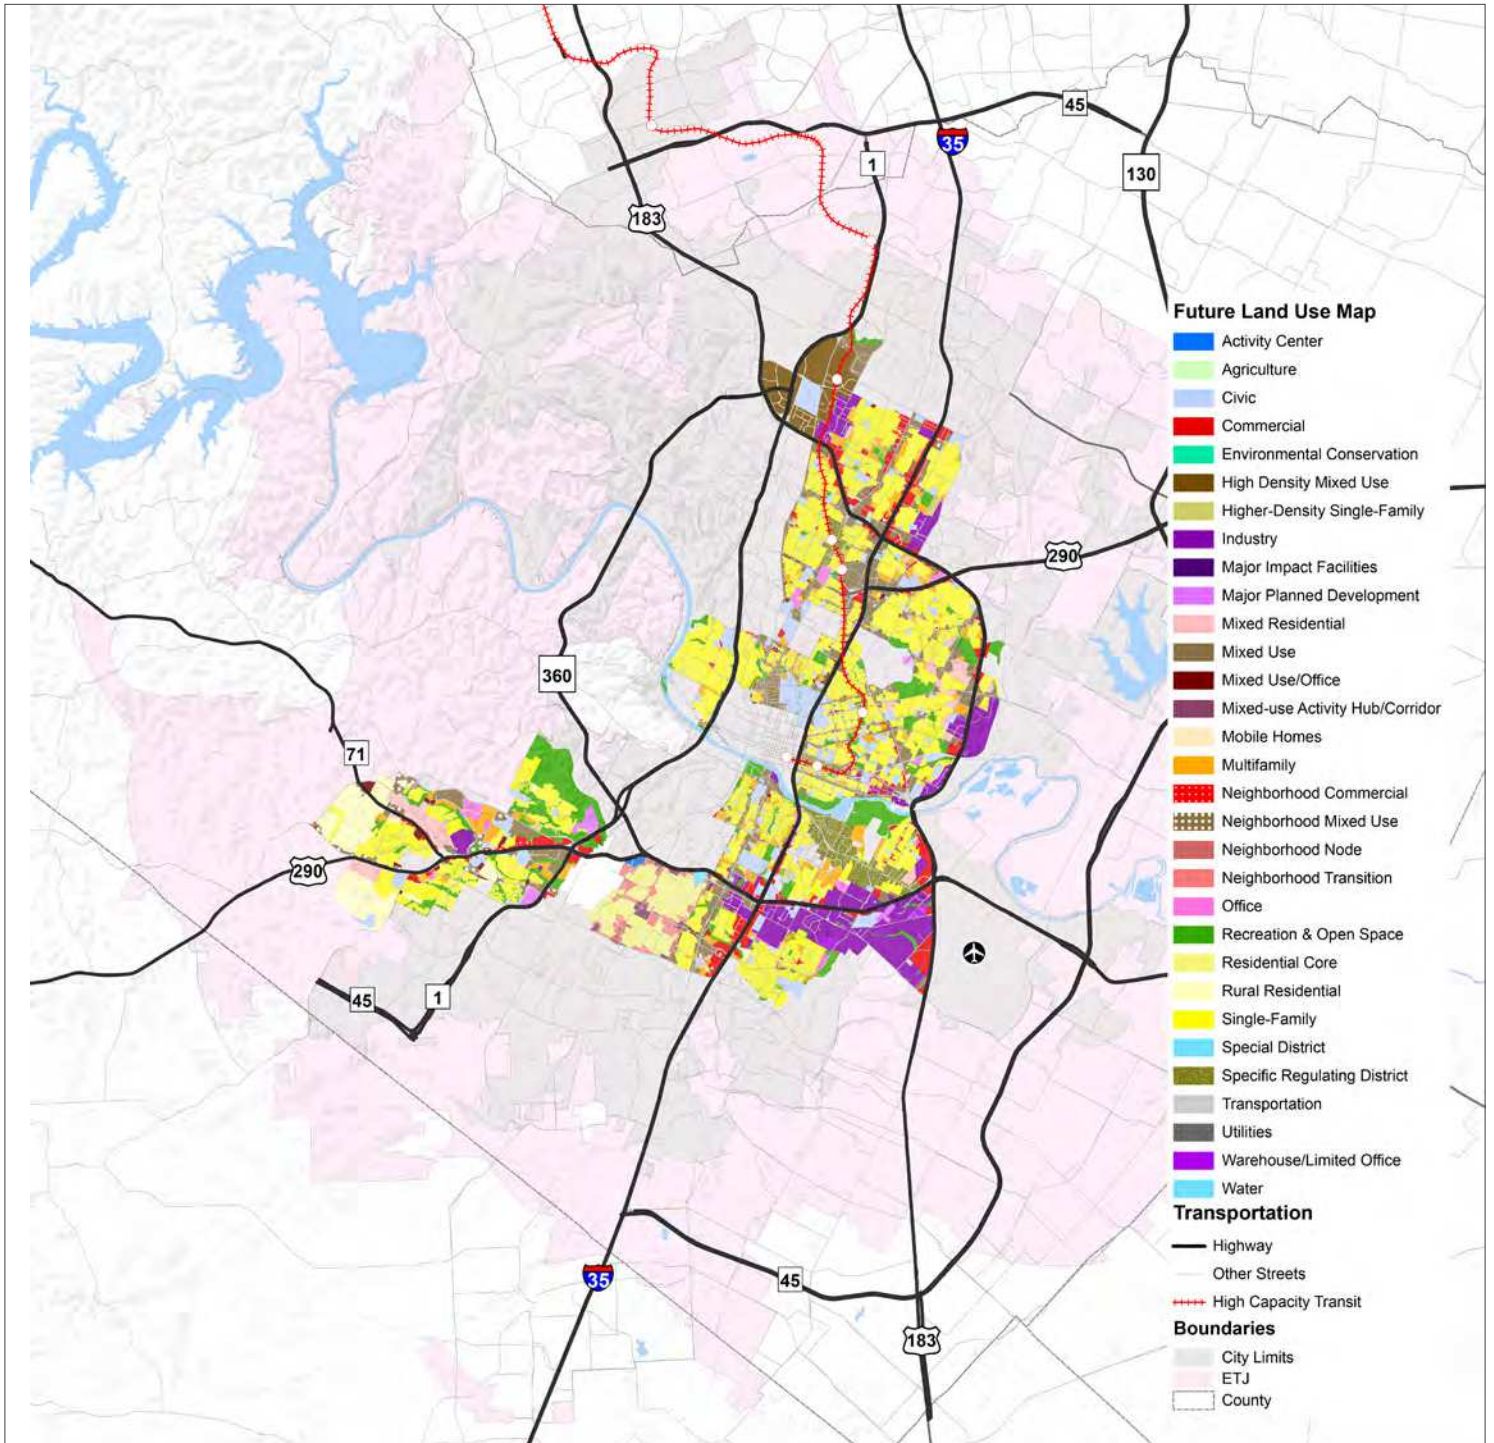 45
35
1
130
183
Future Land Use Map
Activity Center
Agriculture
Civic
Commercial
Environmental Conservation
High Density Mixed Use
Higher-Density Single-Family
Industry
290
Major Impact Facilities
Major Planned Development
Mixed Residential
Mixed Use
360
Mixed Use/Office
Mixed-use Activity Hub/Corridor
Mobile Homes
71
Multifamily
Neighborhood Commercial
Neighborhood Mixed Use
Neighborhood Node
290
Neighborhood Transition
Office
Recreation & Open Space
Residential Core
Rural Residential
45
1
Single-Family
Special District
Specific Regulating District
Transportation
Utilities
Warehouse/Limited Office
Water
Transportation
Highway
Other Streets
35
45
High Capacity Transit
Boundaries
183
City Limits
ETJ
County